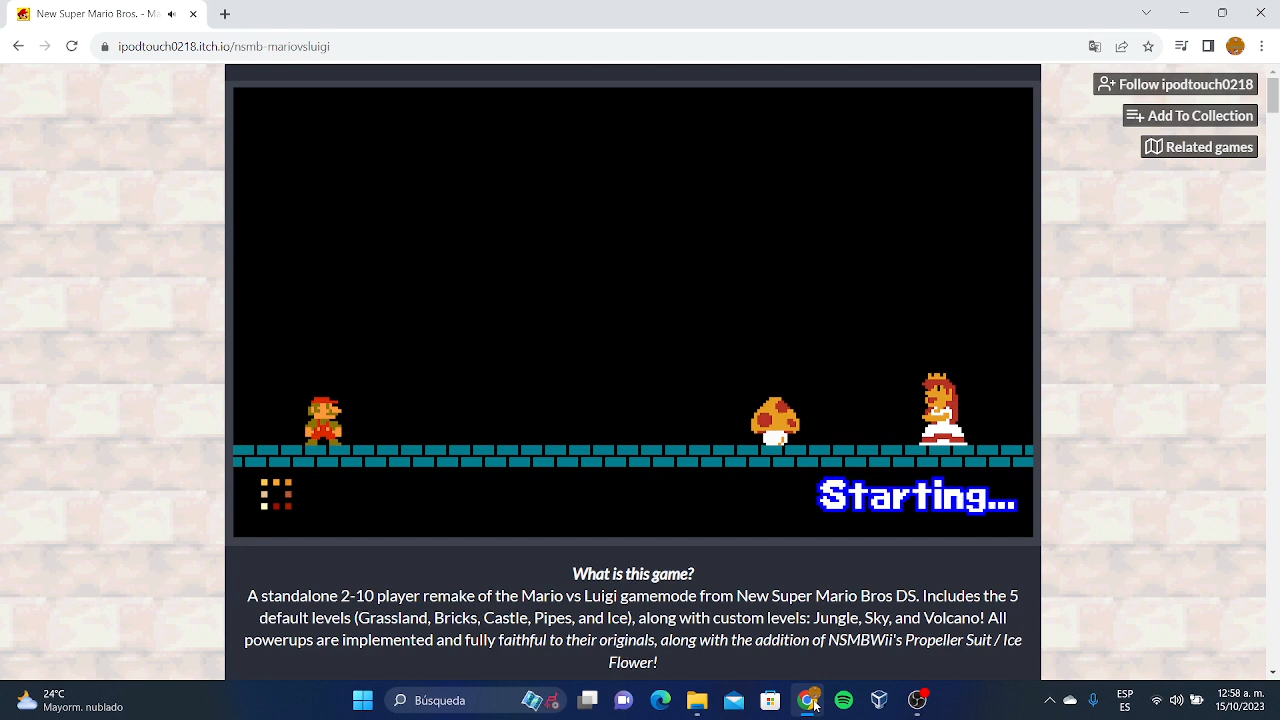 New Super Mario Bros. - Ma
ipodtouch0218.itch.io/nsmb-mariovsluigi
Follow ipodtouch0218
Add To Collection
Related games
Starting...
What is this game?
A standalone 2-10 player remake of the Mario vs Luigi gamemode from New Super Mario Bros DS. Includes the 5
default levels (Grassland, Bricks, Castle, Pipes, and Ice), along with custom levels: Jungle, Sky, and Volcano! All
powerups are implemented and fully faithful to their originals, along with the addition of NSMBWii's Propeller Suit / Ice
Flower!
24°C
Mayorm. nublado
Búsqueda
ESP
ES
12:58 a. m.
15/10/2023